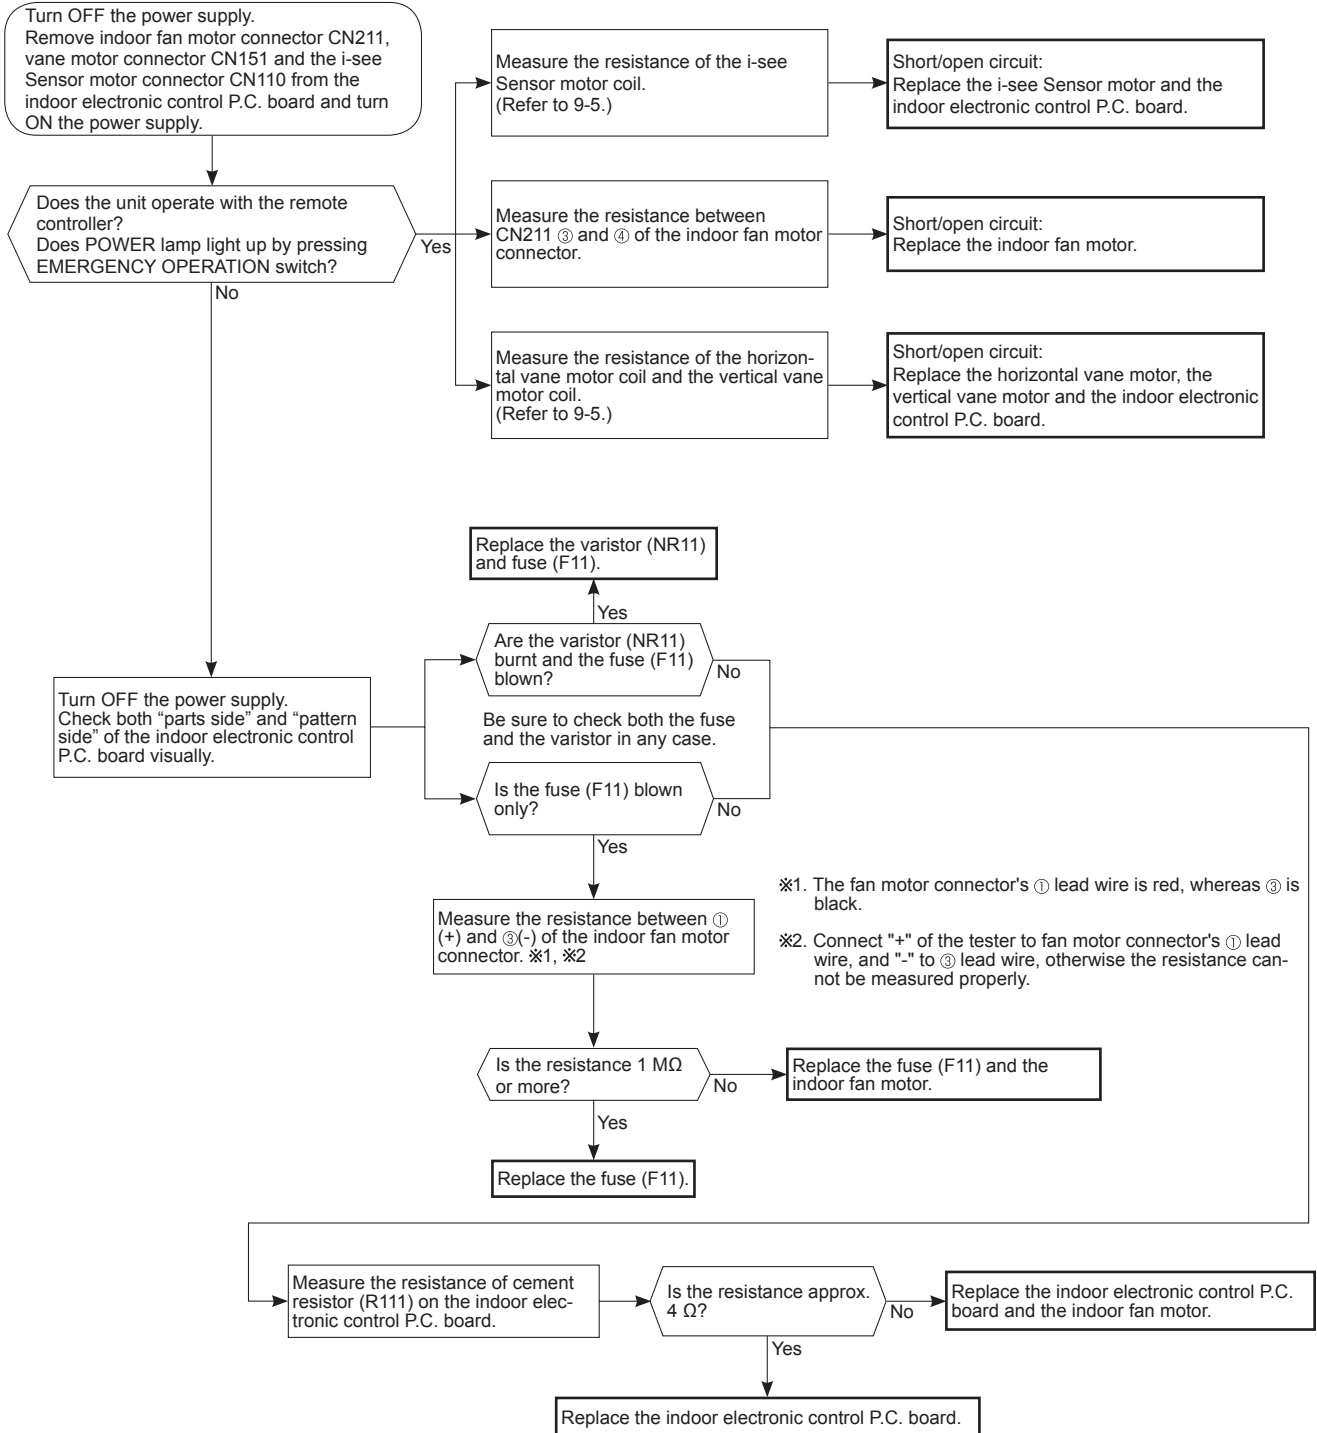 Turn OFF the power supply.
Remove indoor fan motor connector CN211,
vane motor connector CN151 and the i-see
Sensor motor connector CN110 from the
indoor electronic control P.C. board and turn
ON the power supply.
Does the unit operate with the remote
controller?
Does POWER lamp light up by pressing
EMERGENCY OPERATION switch?
Yes
No
Measure the resistance of the i-see
Sensor motor coil.
(Refer to 9-5.)
Short/open circuit:
Replace the i-see Sensor motor and the
indoor electronic control P.C. board.
Measure the resistance between
CN211 ③ and ④ of the indoor fan motor
connector.
Short/open circuit:
Replace the indoor fan motor.
Measure the resistance of the horizon-
tal vane motor coil and the vertical vane
motor coil.
(Refer to 9-5.)
Short/open circuit:
Replace the horizontal vane motor, the
vertical vane motor and the indoor electronic
control P.C. board.
Turn OFF the power supply.
Check both “parts side” and “pattern
side” of the indoor electronic control
P.C. board visually.
Replace the varistor (NR11)
and fuse (F11).
Yes
Are the varistor (NR11)
burnt and the fuse (F11)
blown?
No
Be sure to check both the fuse
and the varistor in any case.
Is the fuse (F11) blown
only?
No
Yes
Measure the resistance between ①
(+) and ③(-) of the indoor fan motor
connector. ※1, ※2
※1. The fan motor connector's ① lead wire is red, whereas ③ is
black.
※2. Connect "+" of the tester to fan motor connector's ① lead
wire, and "-" to ③ lead wire, otherwise the resistance can-
not be measured properly.
Is the resistance 1 MΩ
or more?
No
Replace the fuse (F11) and the
indoor fan motor.
Yes
Replace the fuse (F11).
Measure the resistance of cement
resistor (R111) on the indoor elec-
tronic control P.C. board.
Is the resistance approx.
4 Ω?
No
Replace the indoor electronic control P.C.
board and the indoor fan motor.
Yes
Replace the indoor electronic control P.C. board.